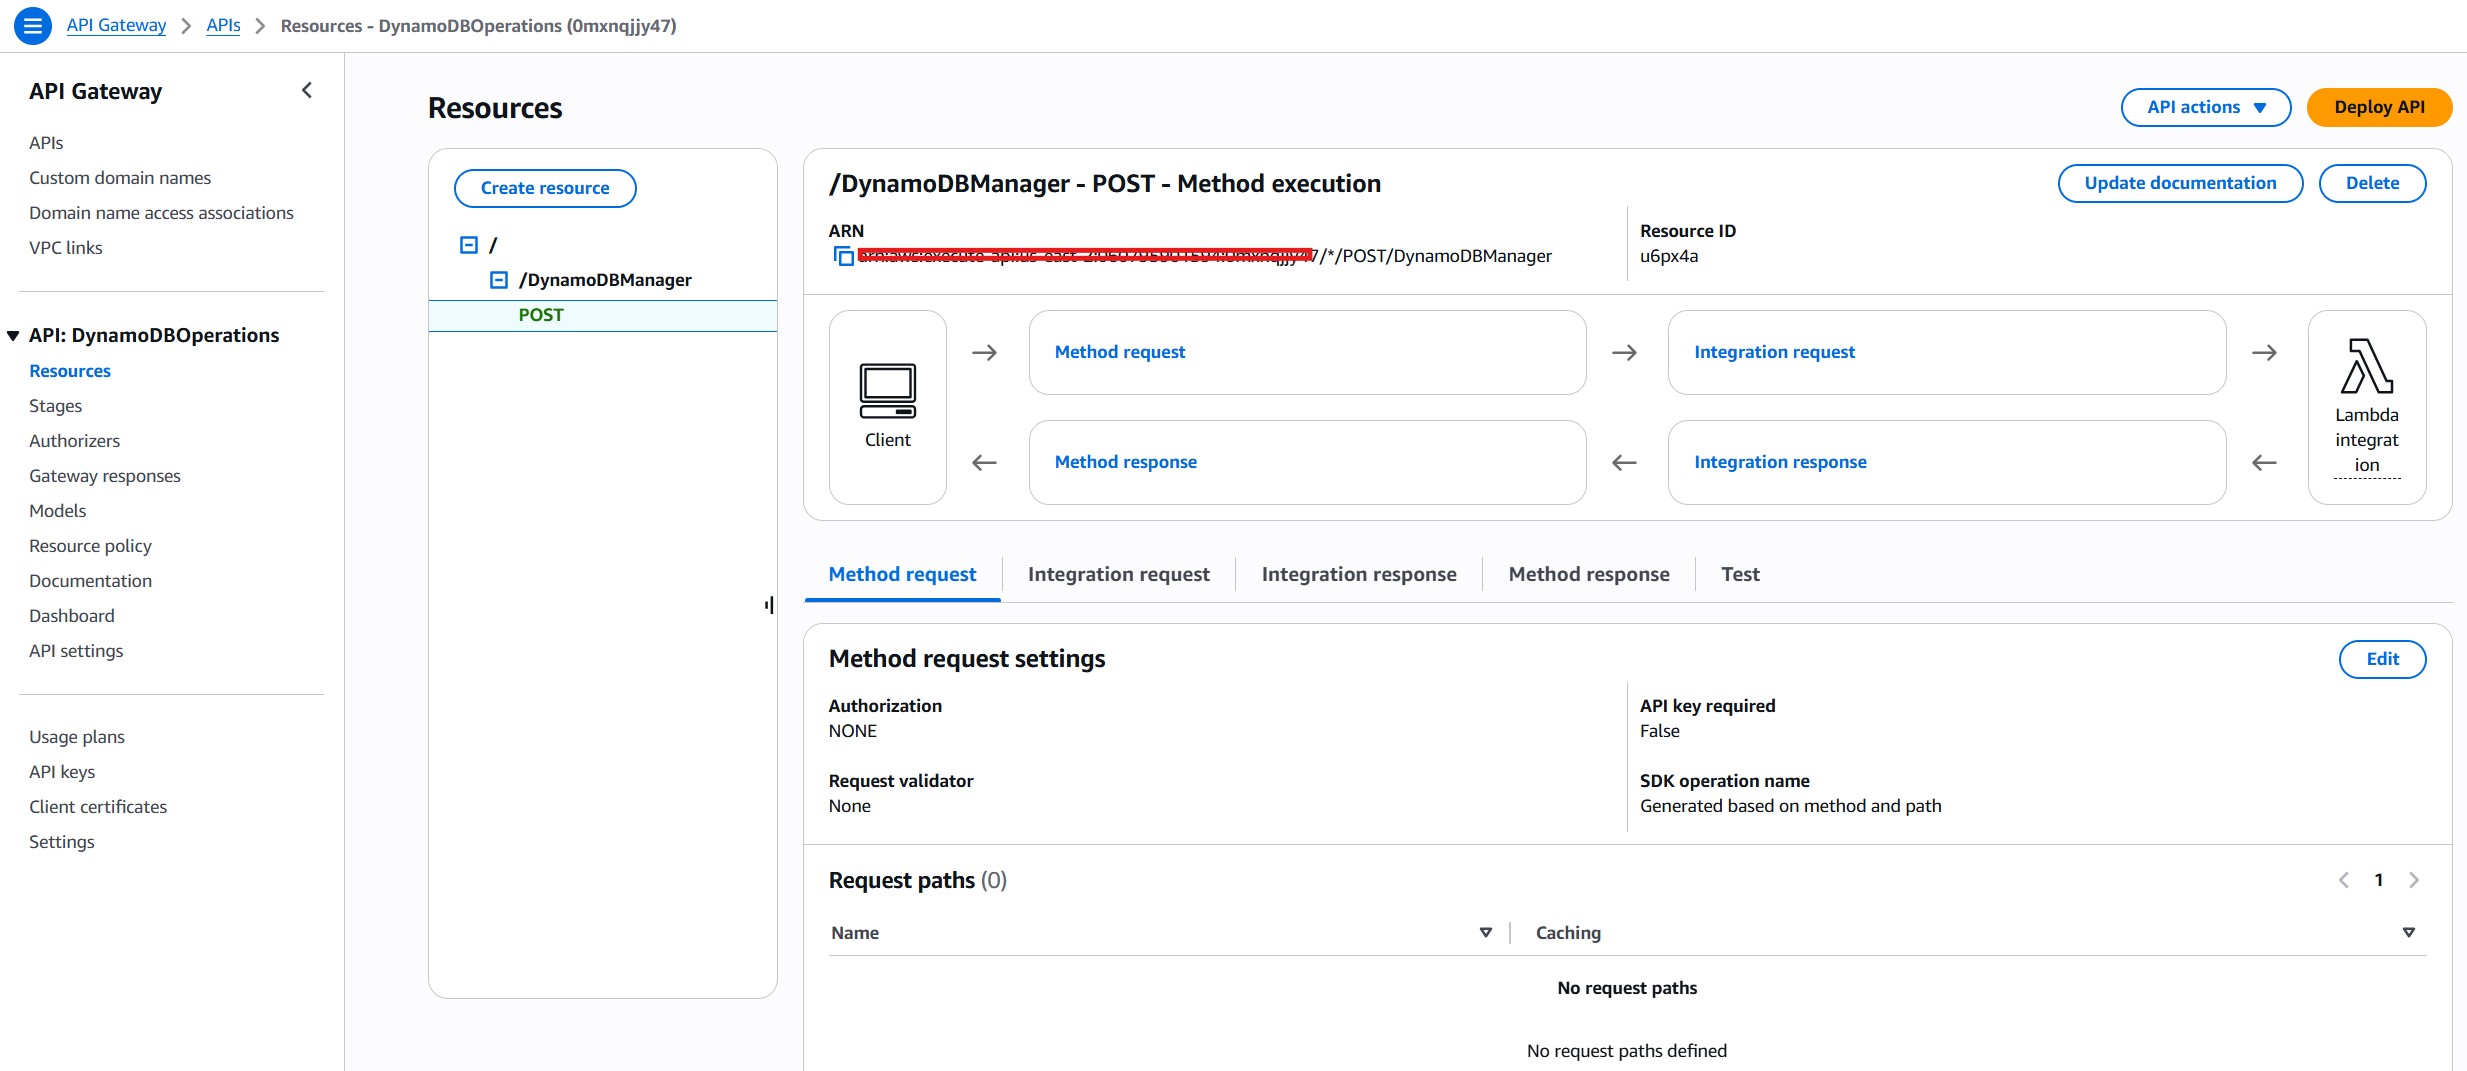 API Gateway > APIs > Resources - DynamoDBOperations (0mxnqjjy47)
API Gateway
APIs
Custom domain names
Domain name access associations
VPC links
API: DynamoDBOperations
Resources
Stages
Authorizers
Gateway responses
Models
Resource policy
Documentation
Dashboard
API settings
Usage plans
API keys
Client certificates
Settings
Resources
API actions
Deploy API
Create resource
/
/DynamoDBManager
POST
/DynamoDBManager - POST - Method execution
Update documentation
Delete
ARN
7/*/POST/DynamoDBManager
Resource ID
u6px4a
Client
Method request
Integration request
Method response
Integration response
Lambda
integrat
ion
Method request
Integration request
Integration response
Method response
Test
Method request settings
Edit
Authorization
NONE
API key required
False
Request validator
None
SDK operation name
Generated based on method and path
Request paths (0)
1
Name
Caching
No request paths
No request paths defined